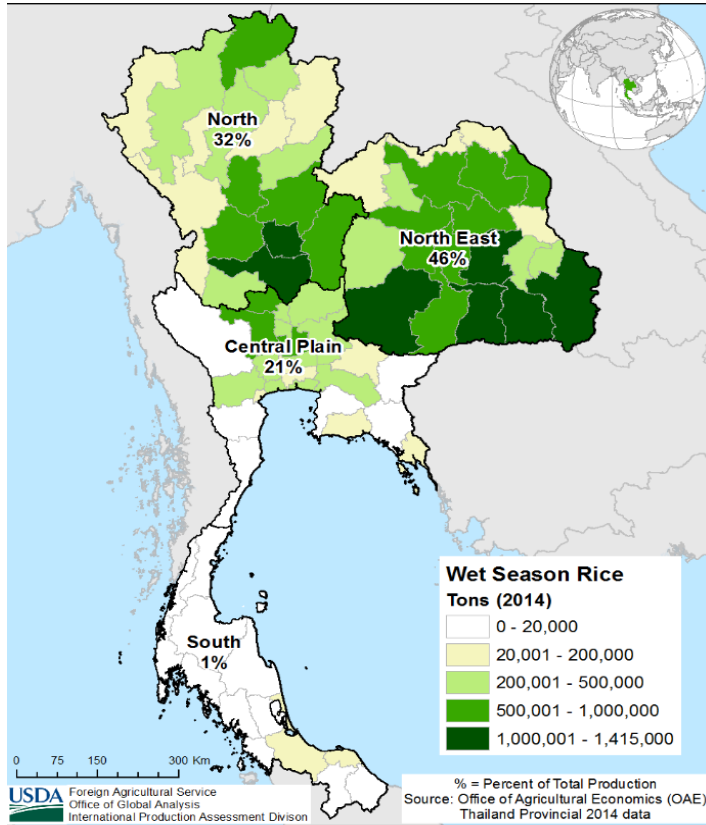 North
32%
North East
46%
Central Plain
21%
South
1%
Wet Season Rice
Tons (2014)
0 - 20,000
20,001 - 200,000
200,001 - 500,000
500,001 - 1,000,000
1,000,001 - 1,415,000
0 75 150 300 Km
USDA
Foreign Agricultural Service
Office of Global Analysis
International Production Assessment Divison
% = Percent of Total Production
Source: Office of Agricultural Economics (OAE)
Thailand Provincial 2014 data